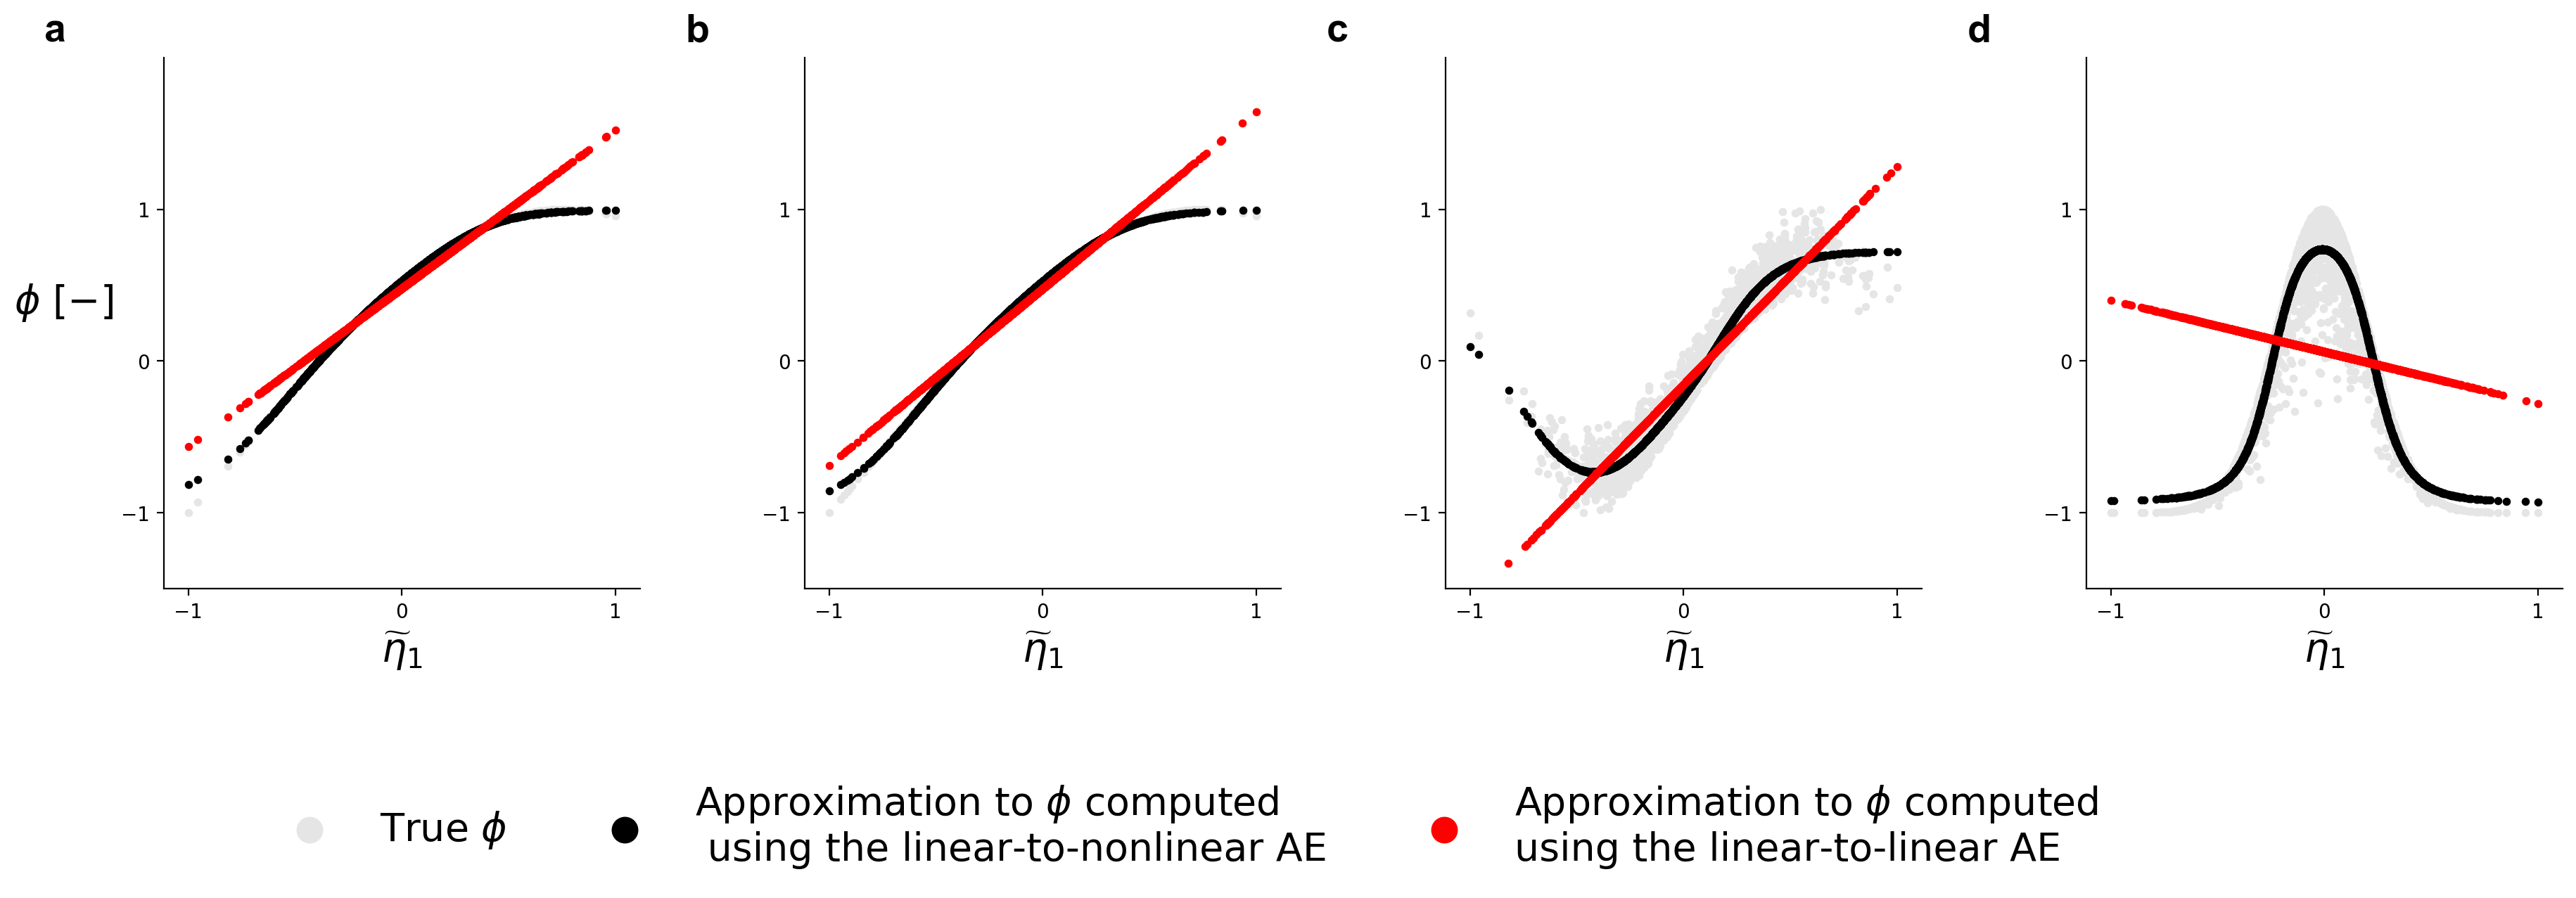 a b c d
ϕ [−]
1 1 1 1
0 0 0 0
−1 −1 −1 −1
−1 0 1 −1 0 1 −1 0 1 −1 0 1
η̃₁ η̃₁ η̃₁ η̃₁
True ϕ
Approximation to ϕ computed
using the linear-to-nonlinear AE
Approximation to ϕ computed
using the linear-to-linear AE